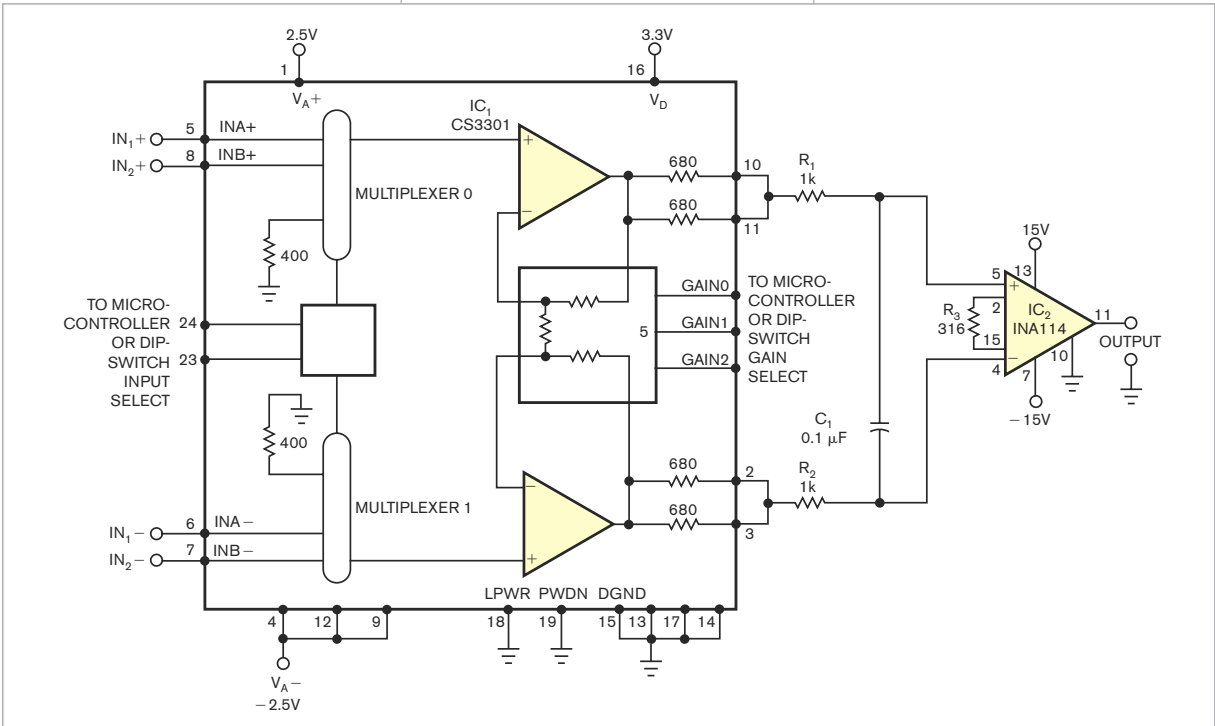 2.5V
3.3V
1
16
V_A+
V_D
IC₁
CS3301
IN₁+
5
INA+
IN₂+
8
INB+
MULTIPLEXER 0
+
−
680
10
680
11
R₁
1k
400
15V
TO MICRO-
CONTROLLER
OR DIP-
SWITCH
INPUT
SELECT
24
23
GAIN0
GAIN1
GAIN2
5
TO MICRO-
CONTROLLER
OR DIP-
SWITCH
GAIN
SELECT
5
13
+
R₃
316
2
IC₂
INA114
15
−
10
4
7
11
OUTPUT
−15V
400
C₁
0.1 μF
R₂
1k
680
2
680
3
−
+
MULTIPLEXER 1
IN₁−
6
INA−
IN₂−
7
INB−
LPWR
PWDN
DGND
4
12
9
18
19
15
13
17
14
V_A−
−2.5V